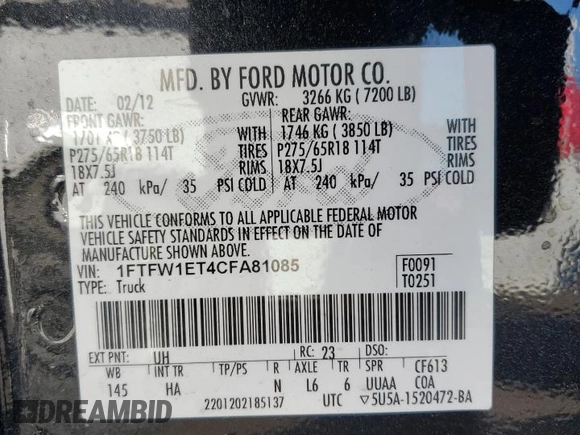 MFD. BY FORD MOTOR CO.
DATE: 02/12 GVWR: 3266 KG ( 7200 LB)
FRONT GAWR: REAR GAWR:
1701 KG ( 3750 LB) WITH 1746 KG ( 3850 LB) WITH
P275/65R18 114T TIRES P275/65R18 114T TIRES
18X7.5J RIMS 18X7.5J RIMS
AT 240 kPa/ 35 PSI COLD AT 240 kPa/ 35 PSI COLD
THIS VEHICLE CONFORMS TO ALL APPLICABLE FEDERAL MOTOR
VEHICLE SAFETY STANDARDS IN EFFECT ON THE DATE OF
MANUFACTURE SHOWN ABOVE.
VIN: 1FTFW1ET4CFA81085 F0091
TYPE: Truck T0251
EXT PNT: UH RC: 23 DSO:
WB INT TR TP/PS R AXLE TR SPR CF613
145 HA N L6 6 UUAA COA
2201202185137 UTC ▽5U5A-1520472-BA
DREAMBID